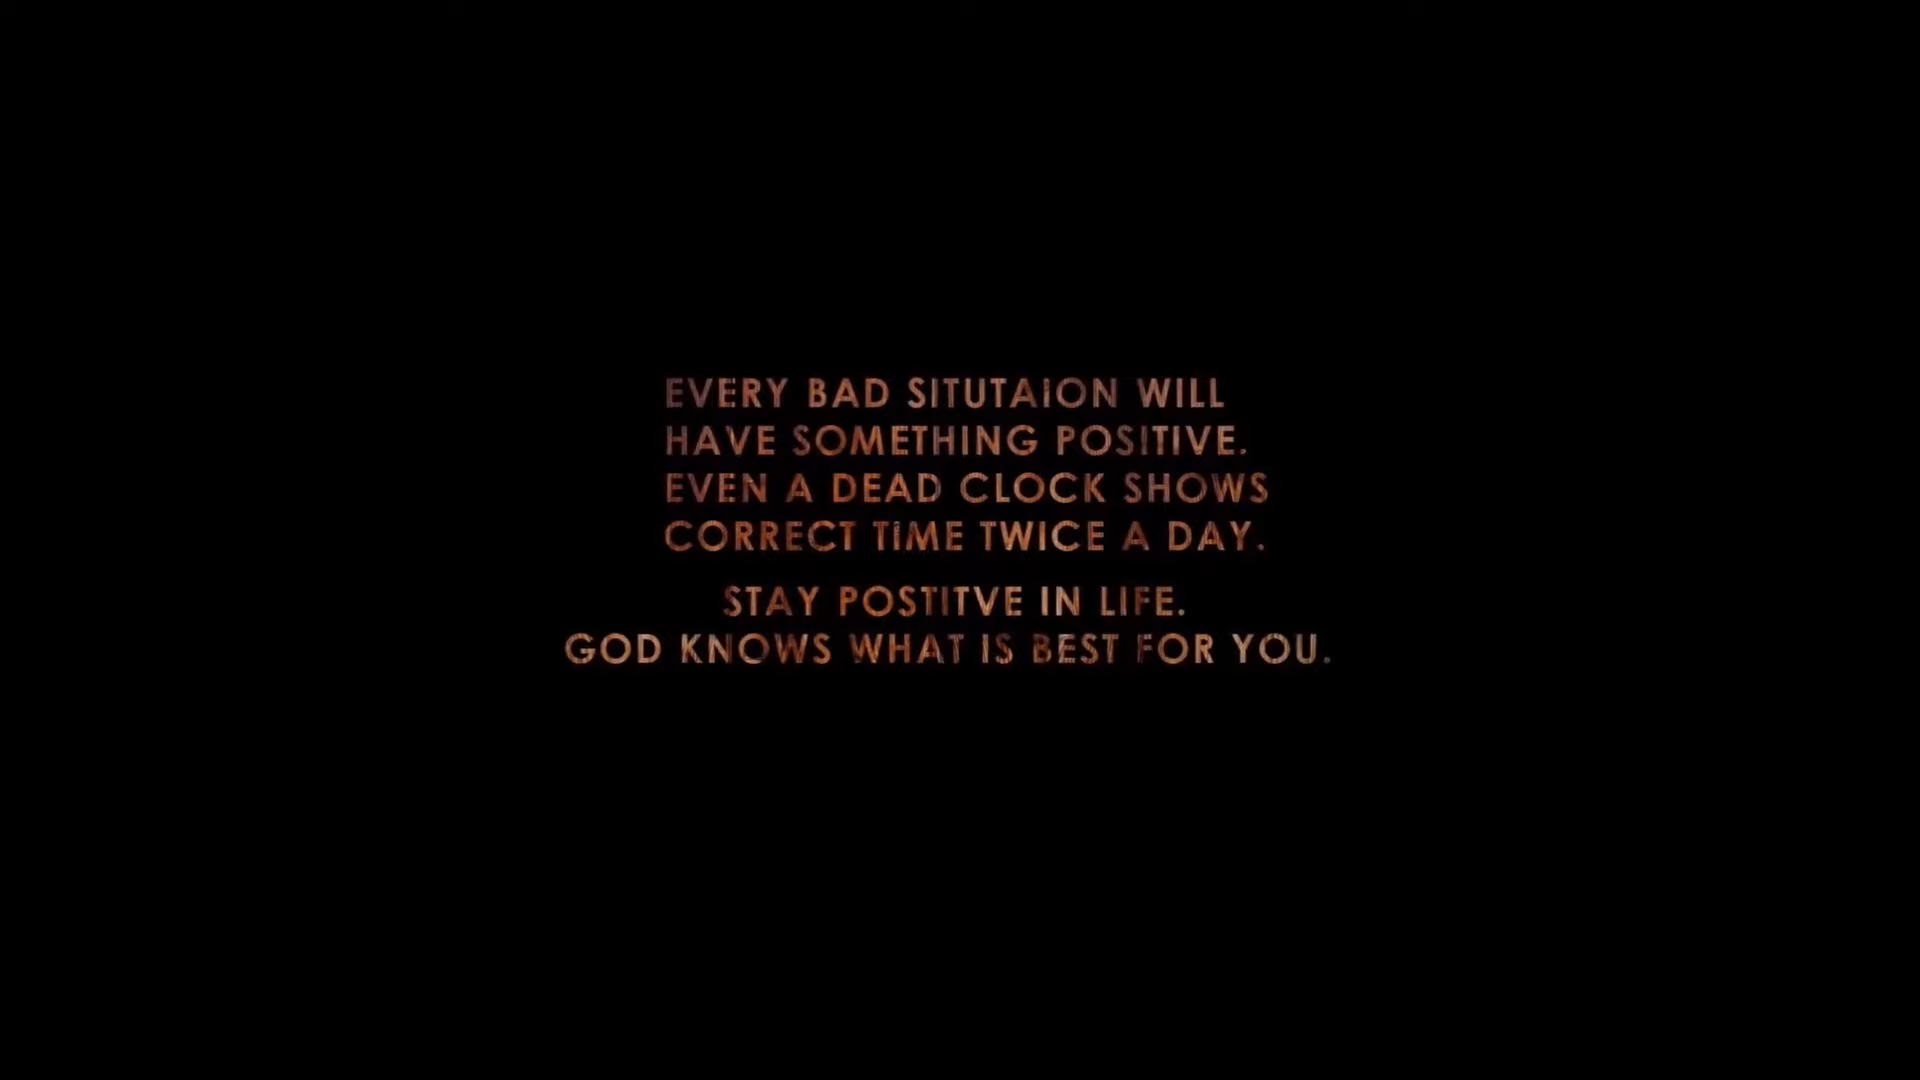 EVERY BAD SITUTAION WILL
HAVE SOMETHING POSITIVE.
EVEN A DEAD CLOCK SHOWS
CORRECT TIME TWICE A DAY.
STAY POSTITVE IN LIFE.
GOD KNOWS WHAT IS BEST FOR YOU.